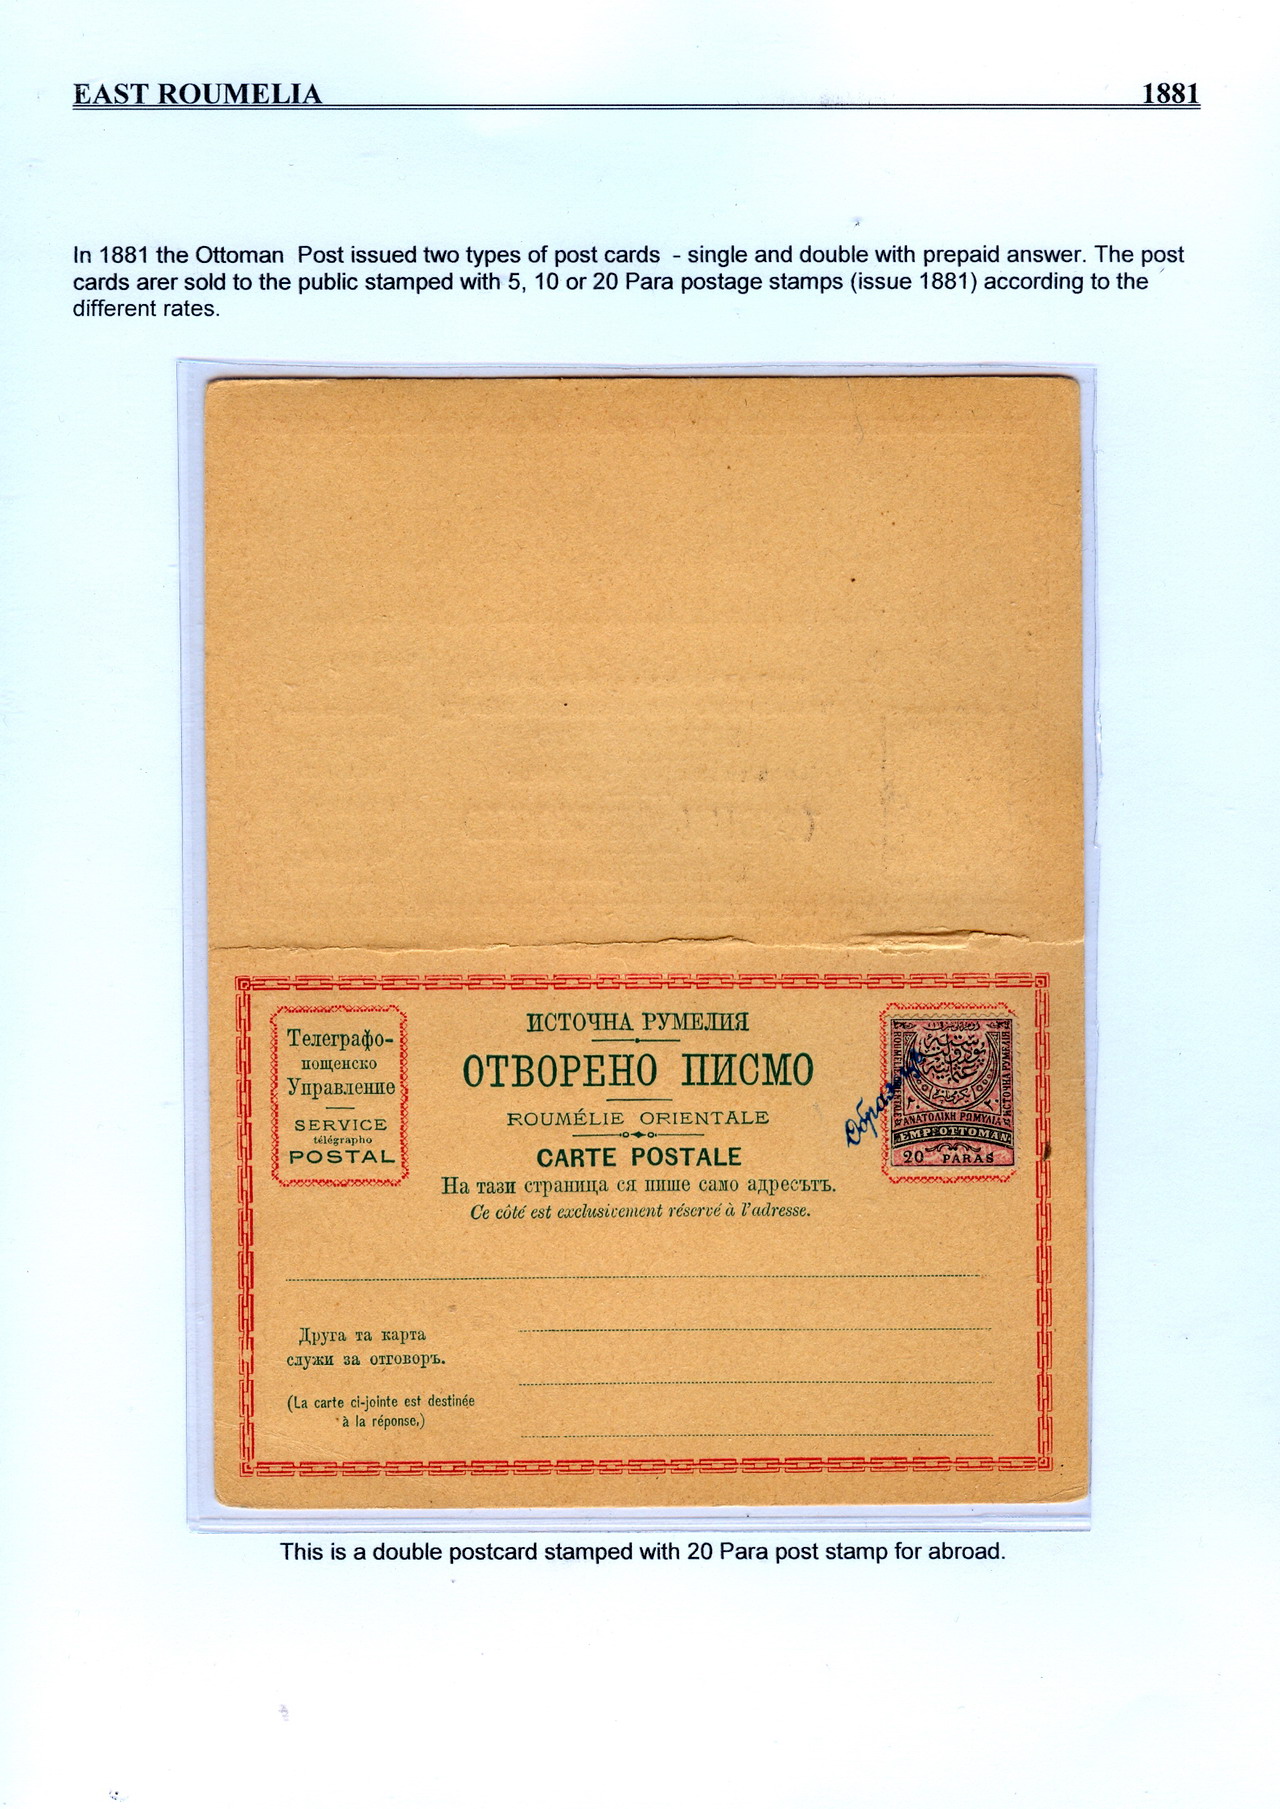 EAST ROUMELIA 1881
In 1881 the Ottoman Post issued two types of post cards - single and double with prepaid answer. The post
cards arer sold to the public stamped with 5, 10 or 20 Para postage stamps (issue 1881) according to the
different rates.
Телеграфо-
пощенско
Управление
SERVICE
télégrapho
POSTAL
ИСТОЧНА РУМЕЛИЯ
ОТВОРЕНО ПИСМО
ROUMÉLIE ORIENTALE
CARTE POSTALE
На тази страница ся пише само адресътъ.
Ce côté est exclusivement réservé à l'adresse.
Образецъ
ΑΝΑΤΟΛΙΚΗ ΡΩΜΥΛΙΑ
EMP: OTTOMAN
20 PARAS
Друга та карта
служи за отговоръ.
(La carte ci-jointe est destinée
à la réponse,)
This is a double postcard stamped with 20 Para post stamp for abroad.